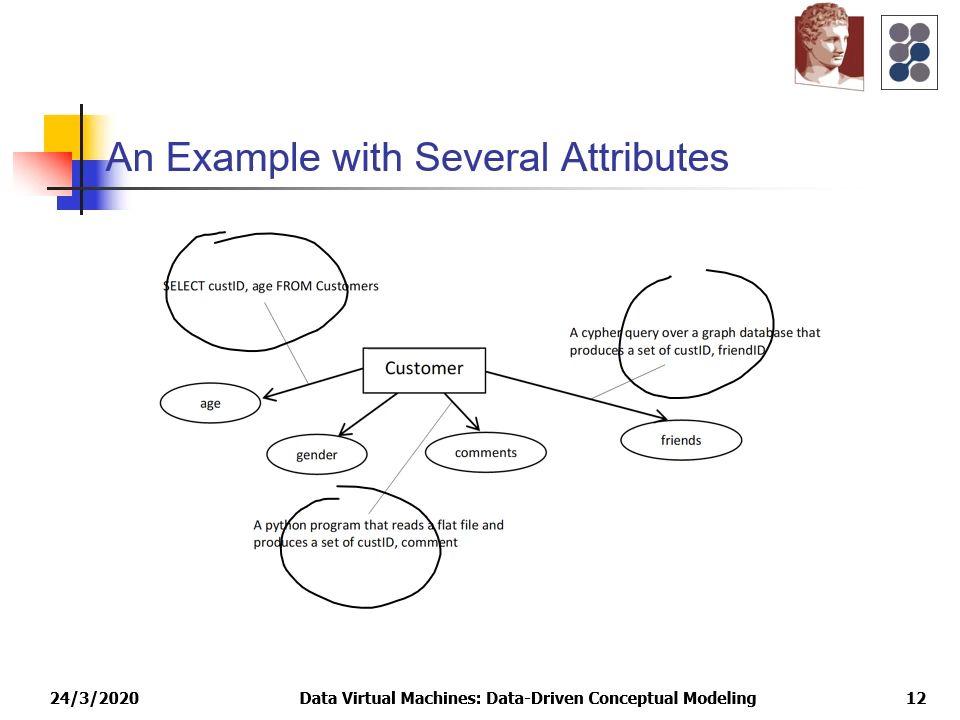 An Example with Several Attributes
SELECT custID, age FROM Customers
A cypher query over a graph database that
produces a set of custID, friendID
Customer
age
gender
comments
friends
A python program that reads a flat file and
produces a set of custID, comment
24/3/2020
Data Virtual Machines: Data-Driven Conceptual Modeling
12